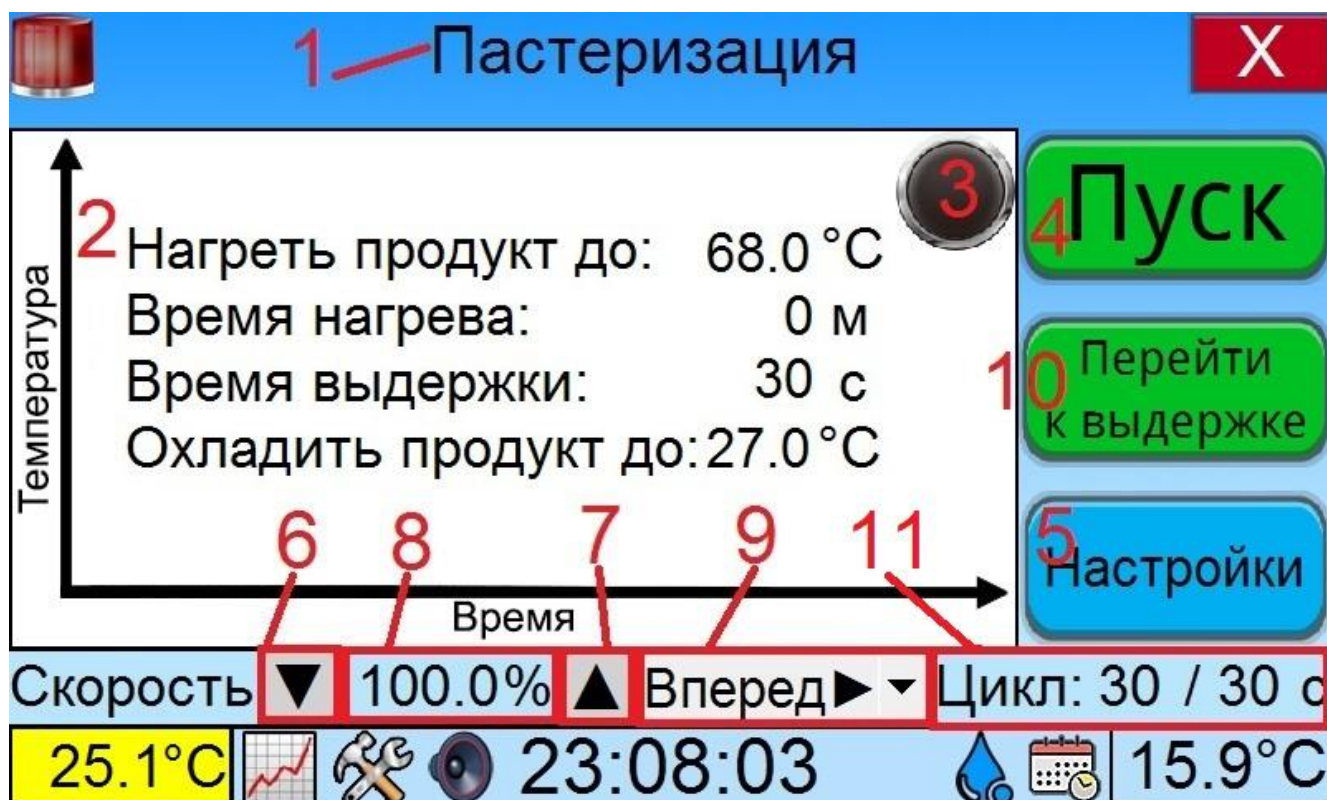 1 Пастеризация X
2 Нагреть продукт до: 68.0 °C
Время нагрева: 0 м
Время выдержки: 30 с
Охладить продукт до: 27.0 °C
Температура
Время
3
4 Пуск
10 Перейти
к выдержке
5 Настройки
6 8 7 9 11
Скорость ▼ 100.0% ▲ Вперед► ▼ Цикл: 30 / 30 с
25.1°C 23:08:03 15.9°C